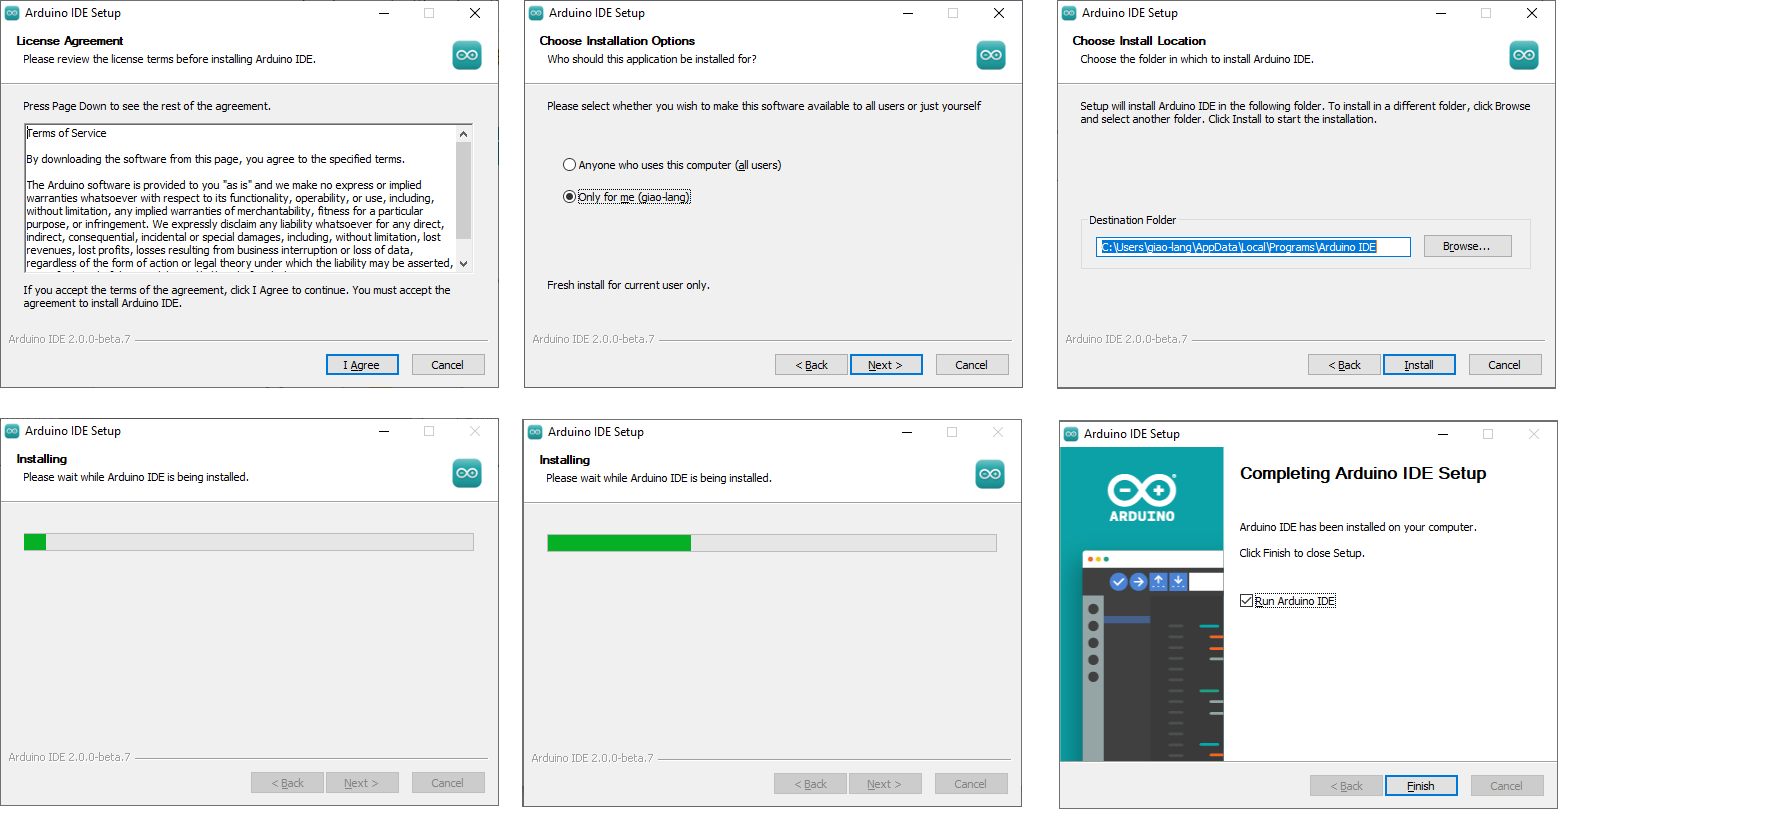 Arduino IDE Setup
License Agreement
Please review the license terms before installing Arduino IDE.
Press Page Down to see the rest of the agreement.
Terms of Service
By downloading the software from this page, you agree to the specified terms.
The Arduino software is provided to you "as is" and we make no express or implied
warranties whatsoever with respect to its functionality, operability, or use, including,
without limitation, any implied warranties of merchantability, fitness for a particular
purpose, or infringement. We expressly disclaim any liability whatsoever for any direct,
indirect, consequential, incidental or special damages, including, without limitation, lost
revenues, lost profits, losses resulting from business interruption or loss of data,
regardless of the form of action or legal theory under which the liability may be asserted,
If you accept the terms of the agreement, click I Agree to continue. You must accept the
agreement to install Arduino IDE.
Arduino IDE 2.0.0-beta.7
I Agree
Cancel
Arduino IDE Setup
Choose Installation Options
Who should this application be installed for?
Please select whether you wish to make this software available to all users or just yourself
Anyone who uses this computer (all users)
Only for me (giao-lang)
Fresh install for current user only.
Arduino IDE 2.0.0-beta.7
< Back
Next >
Cancel
Arduino IDE Setup
Choose Install Location
Choose the folder in which to install Arduino IDE.
Setup will install Arduino IDE in the following folder. To install in a different folder, click Browse
and select another folder. Click Install to start the installation.
Destination Folder
C:\Users\giao-lang\AppData\Local\Programs\Arduino IDE
Browse...
Arduino IDE 2.0.0-beta.7
< Back
Install
Cancel
Arduino IDE Setup
Installing
Please wait while Arduino IDE is being installed.
Arduino IDE 2.0.0-beta.7
< Back
Next >
Cancel
Arduino IDE Setup
Installing
Please wait while Arduino IDE is being installed.
Arduino IDE 2.0.0-beta.7
< Back
Next >
Cancel
Arduino IDE Setup
ARDUINO
Completing Arduino IDE Setup
Arduino IDE has been installed on your computer.
Click Finish to close Setup.
Run Arduino IDE
< Back
Finish
Cancel